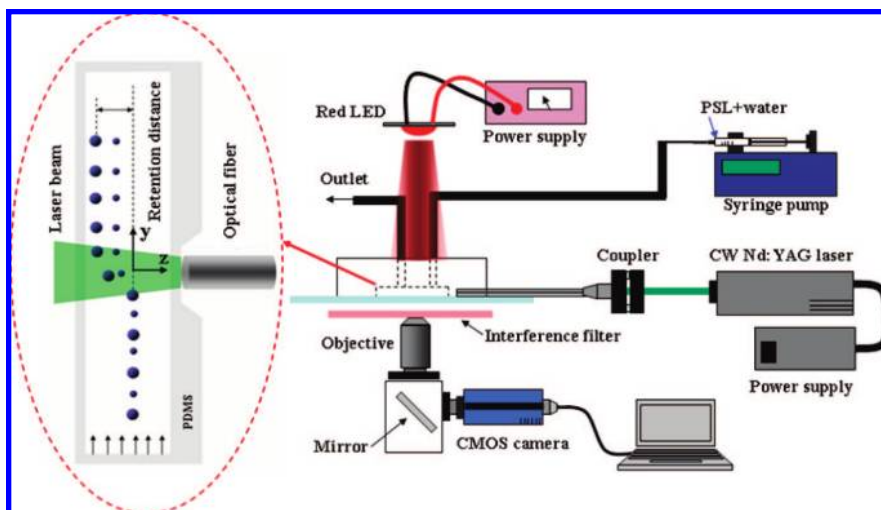 Laser beam
Retention distance
Optical fiber
y
z
PDMS
Red LED
Power supply
PSL+water
Outlet
Syringe pump
Coupler
CW Nd: YAG laser
Objective
Interference filter
Power supply
Mirror
CMOS camera